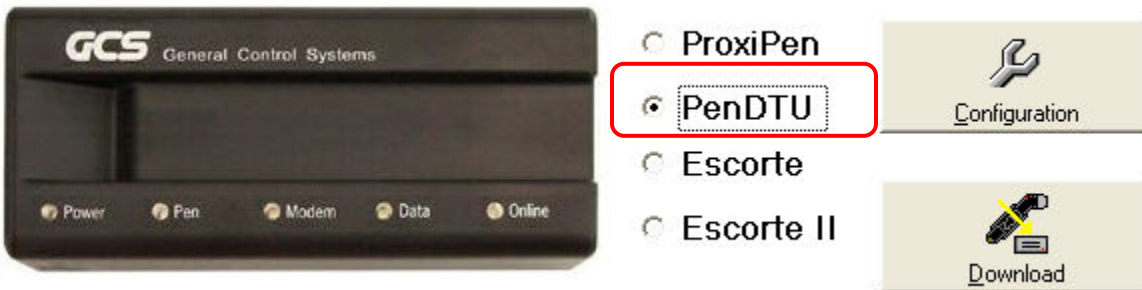 GCS General Control Systems
Power Pen Modem Data Online
ProxiPen
PenDTU
Escorte
Escorte II
Configuration
Download